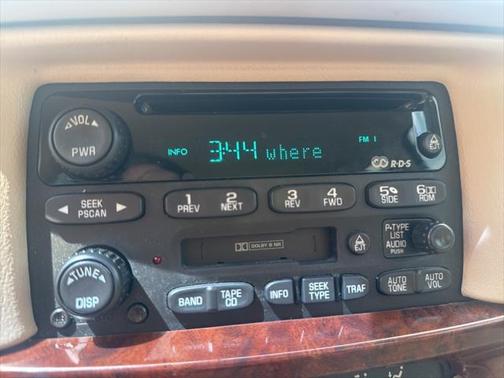 VOL
PWR
INFO 3:44 where FM 1
R·D·S
SEEK
PSCAN
1 PREV
2 NEXT
3 REV
4 FWD
5 SIDE
6 RDM
DOLBY B NR
P-TYPE
LIST
AUDIO
PUSH
TUNE
DISP
BAND
TAPE
CD
INFO
SEEK
TYPE
TRAF
AUTO
TONE
AUTO
VOL